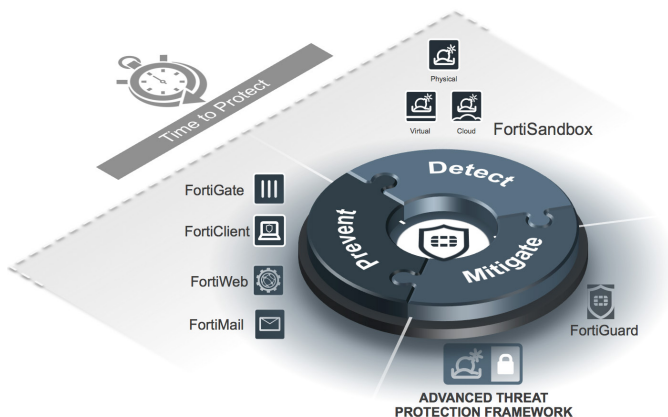 Time to Protect
Physical
Virtual
Cloud
FortiSandbox
FortiGate
FortiClient
FortiWeb
FortiMail
Detect
Prevent
Mitigate
FortiGuard
ADVANCED THREAT
PROTECTION FRAMEWORK